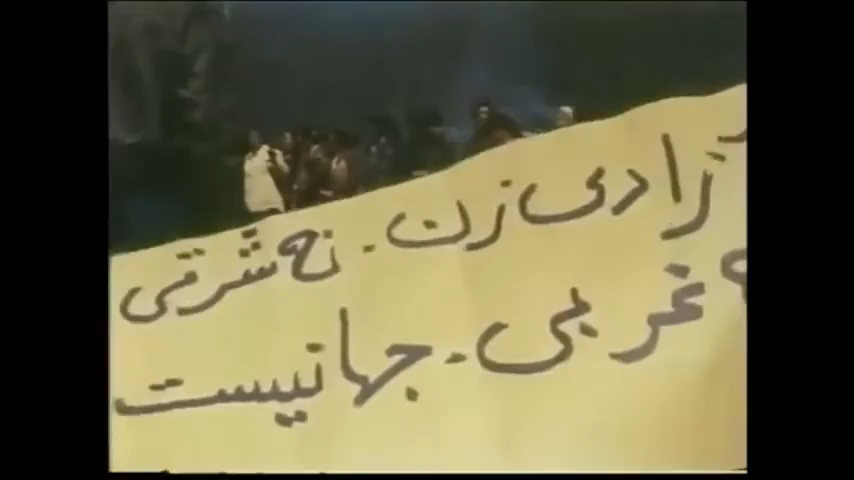 آزادی زن - نه شرقی
نه غربی - جهانیست